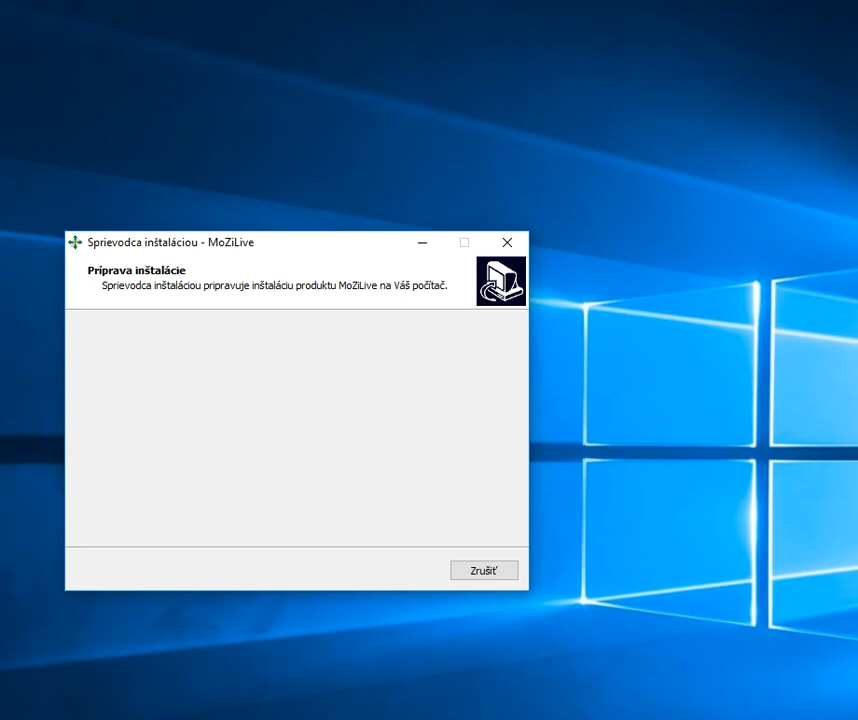 Sprievodca inštaláciou - MoZiLive
Príprava inštalácie
Sprievodca inštaláciou pripravuje inštaláciu produktu MoZiLive na Váš počítač.
Zrušiť